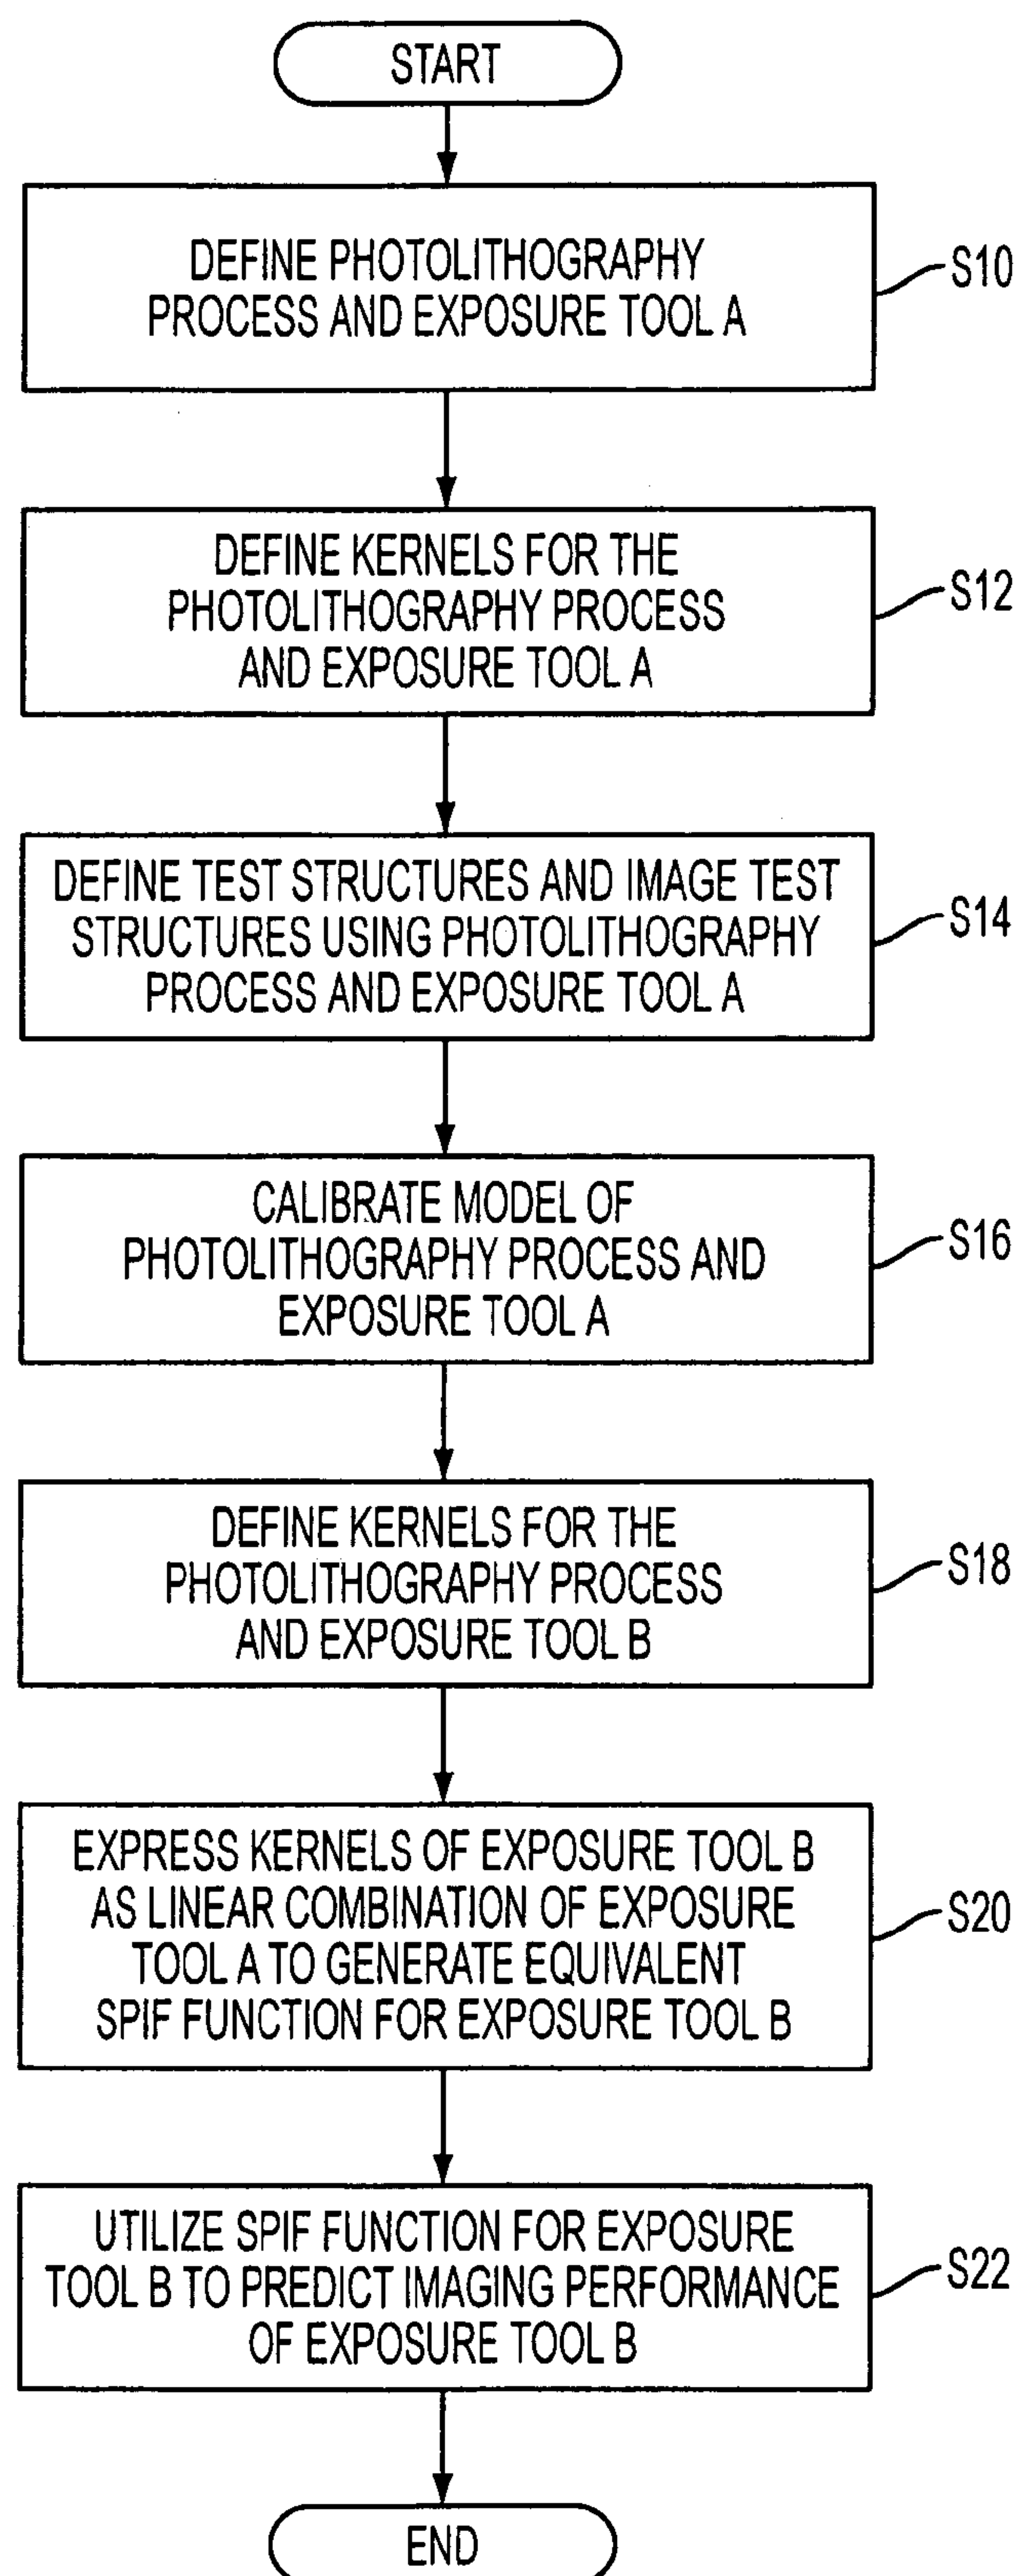 START
DEFINE PHOTOLITHOGRAPHY
PROCESS AND EXPOSURE TOOL A
S10
DEFINE KERNELS FOR THE
PHOTOLITHOGRAPHY PROCESS
AND EXPOSURE TOOL A
S12
DEFINE TEST STRUCTURES AND IMAGE TEST
STRUCTURES USING PHOTOLITHOGRAPHY
PROCESS AND EXPOSURE TOOL A
S14
CALIBRATE MODEL OF
PHOTOLITHOGRAPHY PROCESS AND
EXPOSURE TOOL A
S16
DEFINE KERNELS FOR THE
PHOTOLITHOGRAPHY PROCESS
AND EXPOSURE TOOL B
S18
EXPRESS KERNELS OF EXPOSURE TOOL B
AS LINEAR COMBINATION OF EXPOSURE
TOOL A TO GENERATE EQUIVALENT
SPIF FUNCTION FOR EXPOSURE TOOL B
S20
UTILIZE SPIF FUNCTION FOR EXPOSURE
TOOL B TO PREDICT IMAGING PERFORMANCE
OF EXPOSURE TOOL B
S22
END